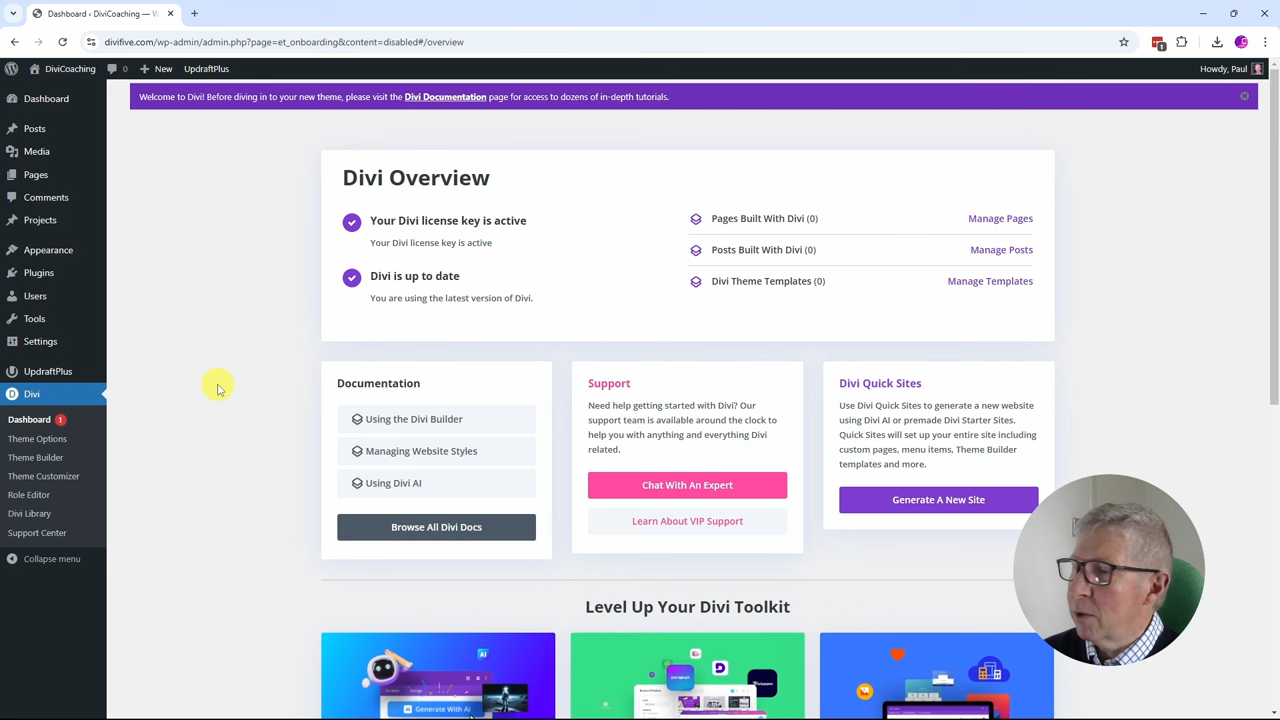 Dashboard ‹ DiviCoaching — W
divifive.com/wp-admin/admin.php?page=et_onboarding&content=disabled#/overview
1
DiviCoaching
0
New
UpdraftPlus
Howdy, Paul
Dashboard
Posts
Media
Pages
Comments
Projects
Appearance
Plugins
Users
Tools
Settings
UpdraftPlus
D
Divi
Dashboard 1
Theme Options
Theme Builder
Theme Customizer
Role Editor
Divi Library
Support Center
Collapse menu
Welcome to Divi! Before diving in to your new theme, please visit the Divi Documentation page for access to dozens of in-depth tutorials.
Divi Overview
Your Divi license key is active
Your Divi license key is active
Divi is up to date
You are using the latest version of Divi.
Pages Built With Divi (0)
Manage Pages
Posts Built With Divi (0)
Manage Posts
Divi Theme Templates (0)
Manage Templates
Documentation
Using the Divi Builder
Managing Website Styles
Using Divi AI
Browse All Divi Docs
Support
Need help getting started with Divi? Our
support team is available around the clock to
help you with anything and everything Divi
related.
Chat With An Expert
Learn About VIP Support
Divi Quick Sites
Use Divi Quick Sites to generate a new website
using Divi AI or premade Divi Starter Sites.
Quick Sites will set up your entire site including
custom pages, menu items, Theme Builder
templates and more.
Generate A New Site
Level Up Your Divi Toolkit
AI
AI Generate With AI
D